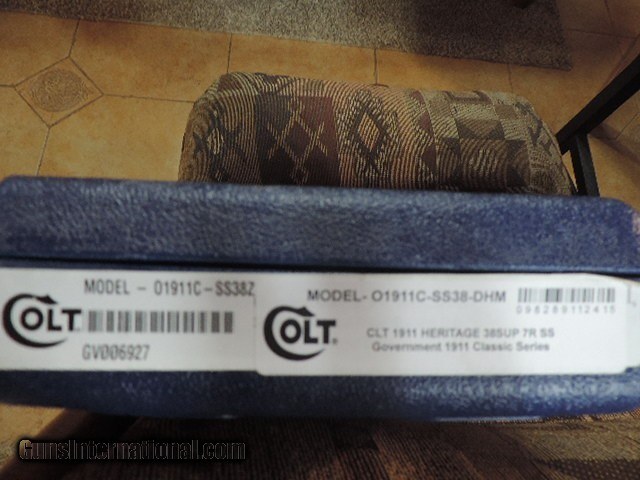 MODEL - O1911C-SS38Z
COLT
GV006927
MODEL- O1911C-SS38-DHM
098289112415
COLT
CLT 1911 HERITAGE 38SUP 7R SS
Government 1911 Classic Series
GunsInternational.com